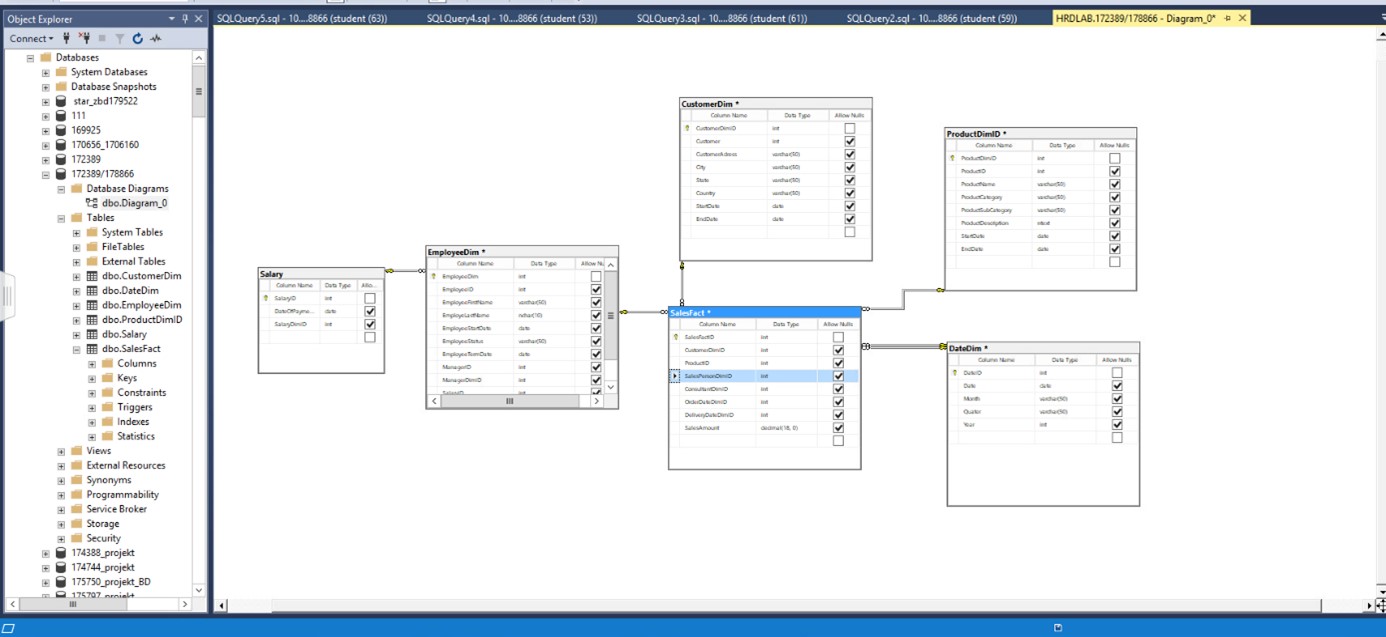 SQLQuery5.sql - 10....8866 (student (63))
SQLQuery4.sql - 10....8866 (student (53))
SQLQuery3.sql - 10....8866 (student (61))
SQLQuery2.sql - 10....8866 (student (59))
HRDLAB.172389/178866 - Diagram_0*
Object Explorer
Connect
Databases
System Databases
Database Snapshots
star_zbd179522
111
169925
170656_1706160
172389
172389/178866
Database Diagrams
dbo.Diagram_0
Tables
System Tables
FileTables
External Tables
dbo.CustomerDim
dbo.DateDim
dbo.EmployeeDim
dbo.ProductDimID
dbo.Salary
dbo.SalesFact
Columns
Keys
Constraints
Triggers
Indexes
Statistics
Views
External Resources
Synonyms
Programmability
Service Broker
Storage
Security
174388_projekt
174744_projekt
175750_projekt_BD
175797_projekt
Salary
Column Name Data Type Allo...
SalaryID int
DateOfPayme... date
SalaryDimID int
EmployeeDim *
Column Name Data Type Allow Nu
EmployeeDim int
EmployeeID int
EmployeeFirstName varchar(50)
EmployeeLastName nchar(10)
EmployeeStartDate date
EmployeeStatus varchar(50)
EmployeeTermDate date
ManagerID int
ManagerDimID int
SalaryID int
CustomerDim *
Column Name Data Type Allow Nulls
CustomerDimID int
Customer int
CustomerAdress varchar(50)
City varchar(50)
State varchar(50)
Country varchar(50)
StartDate date
EndDate date
SalesFact *
Column Name Data Type Allow Nulls
SalesFactID int
CustomerDimID int
ProductID int
SalesPersonDimID int
ConsultantDimID int
OrderDateDimID int
DeliveryDateDimID int
SalesAmount decimal(18, 0)
ProductDimID *
Column Name Data Type Allow Nulls
ProductDimID int
ProductID int
ProductName varchar(50)
ProductCategory varchar(50)
ProductSubCategory varchar(50)
ProductDescription ntext
StartDate date
EndDate date
DateDim *
Column Name Data Type Allow Nulls
DateID int
Date date
Month varchar(50)
Quater varchar(50)
Year int